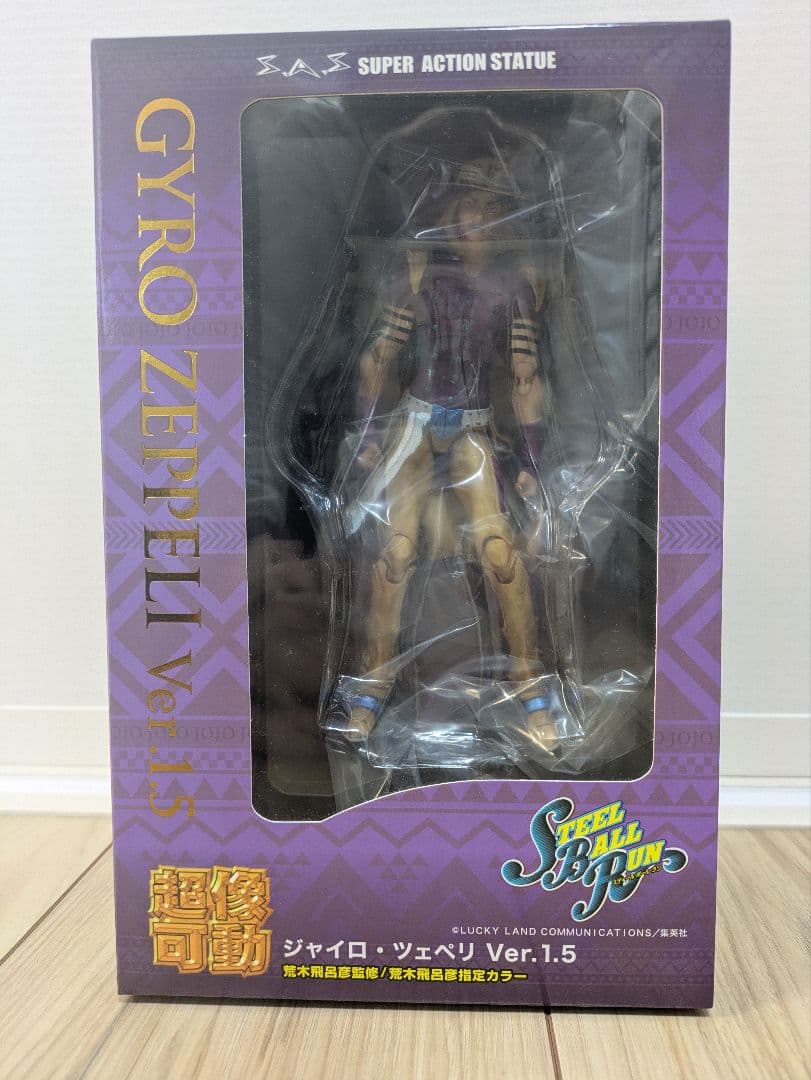 S.A.S SUPER ACTION STATUE
GYRO ZEPPELI Ver.1.5
STEEL
BALL
RUN
©LUCKY LAND COMMUNICATIONS/集英社
超像
可動
ジャイロ・ツェペリ Ver.1.5
荒木飛呂彦監修/荒木飛呂彦指定カラー